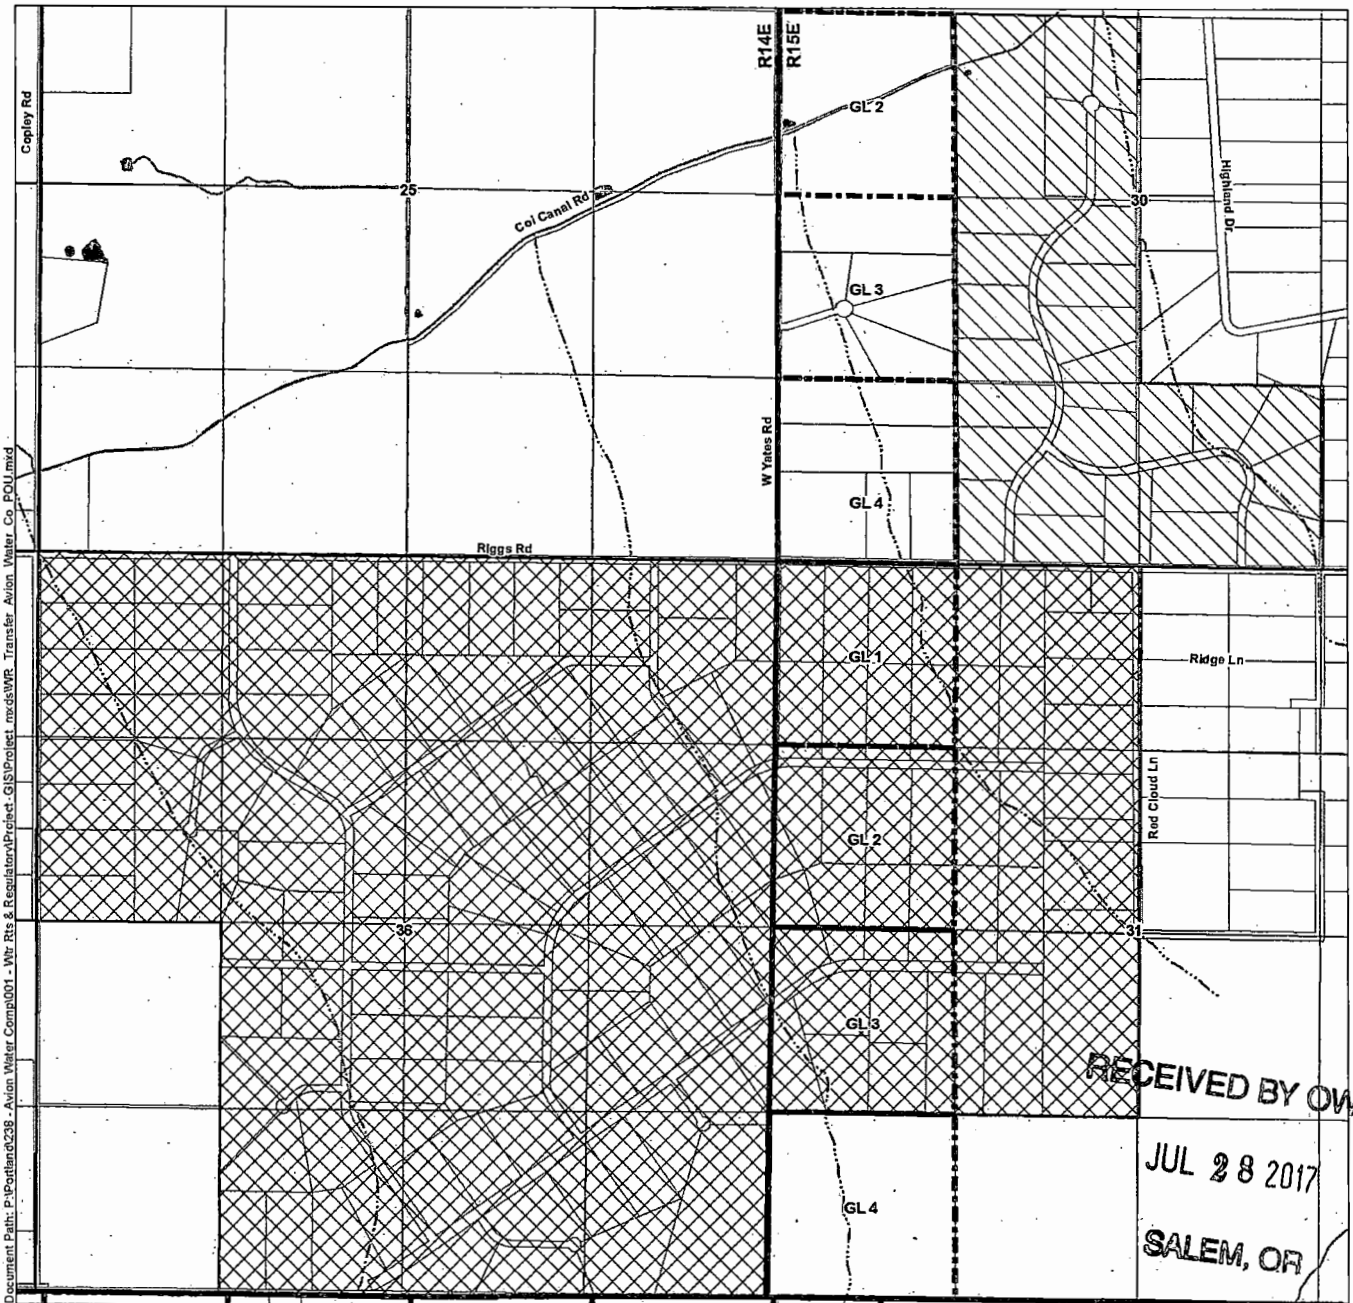 R14E
R15E
Copley Rd
GL 2
25
Col Canal Rd
30
Highland Dr
GL 3
W Yates Rd
GL 4
Riggs Rd
GL 1
Ridge Ln
Red Cloud Ln
GL 2
36
31
GL 3
GL 4
RECEIVED BY OW
JUL 28 2017
SALEM, OR
Document Path: P:\Portland\236 - Avion Water Comp\001 - Wtr Rts & Regulatory\Project_GIS\Project_mxds\WR_Transfer_Avion_Water_Co_POU.mxd